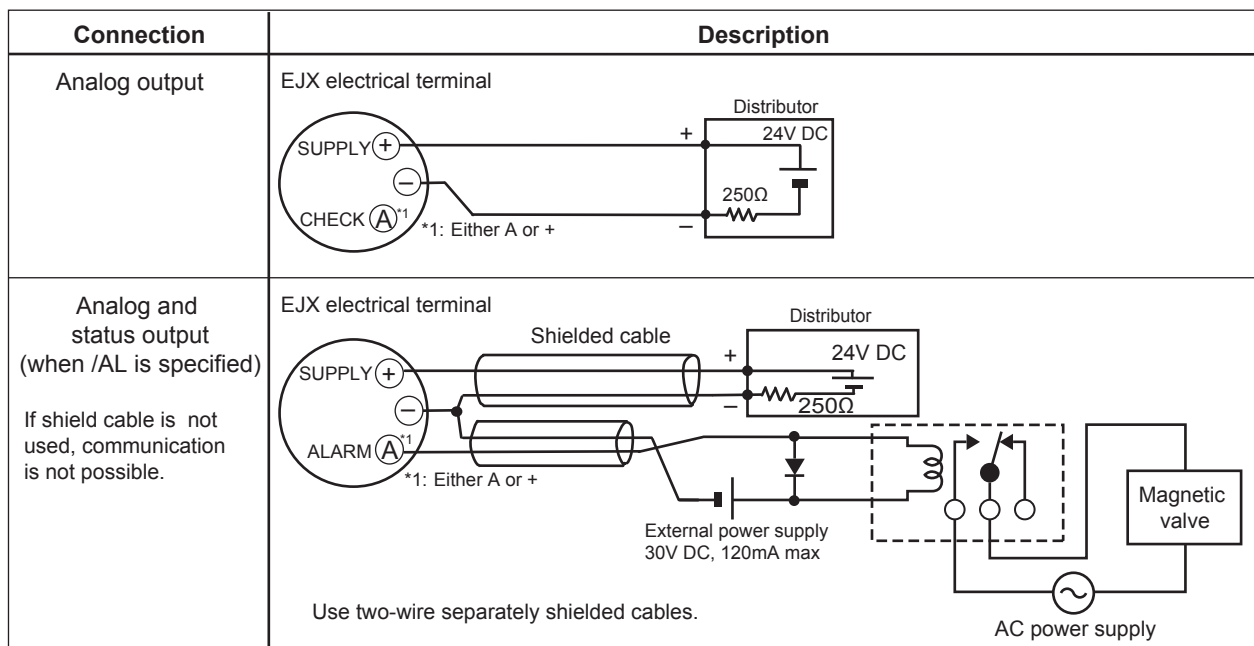 Connection
Description
Analog output
EJX electrical terminal
Distributor
SUPPLY +
+
24V DC
–
250Ω
CHECK A*1
*1: Either A or +
–
Analog and
status output
(when /AL is specified)
If shield cable is not
used, communication
is not possible.
EJX electrical terminal
Shielded cable
Distributor
SUPPLY +
+
24V DC
–
–
250Ω
ALARM A*1
*1: Either A or +
External power supply
30V DC, 120mA max
Magnetic
valve
Use two-wire separately shielded cables.
AC power supply